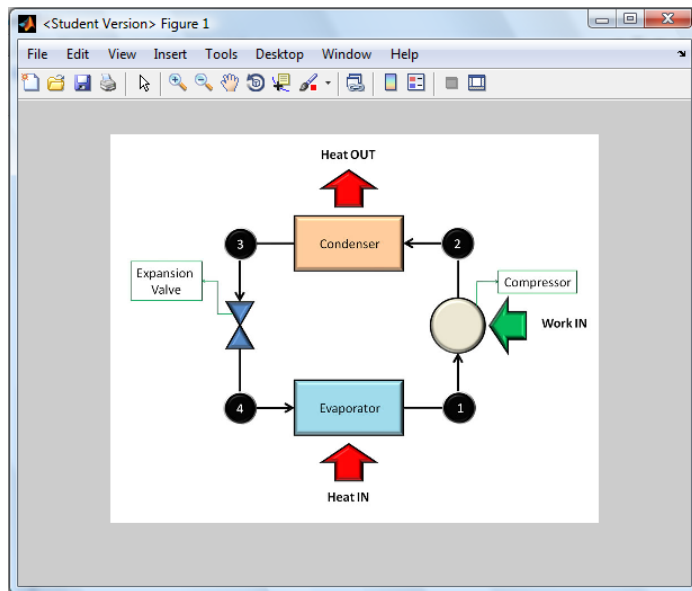 <Student Version> Figure 1
File Edit View Insert Tools Desktop Window Help
Heat OUT
3
Condenser
2
Expansion
Valve
Compressor
Work IN
4
Evaporator
1
Heat IN